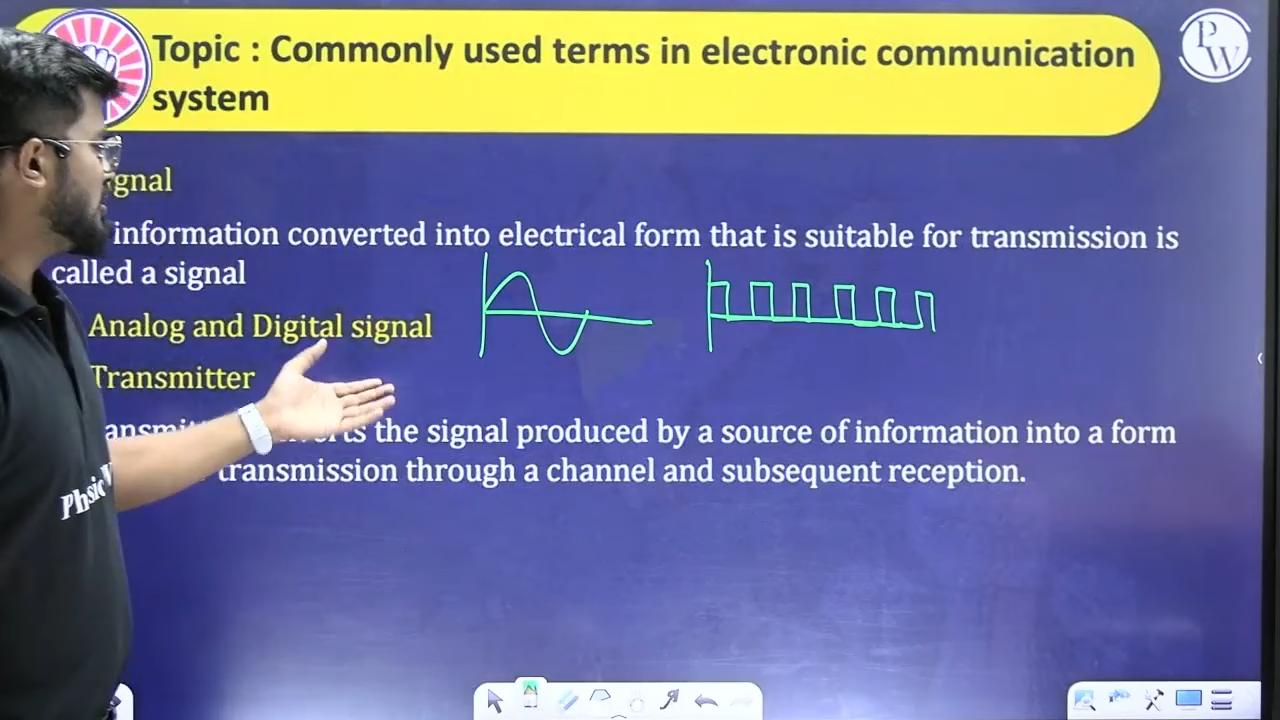 Topic : Commonly used terms in electronic communication
system
PW
information converted into electrical form that is suitable for transmission is
called a signal
Analog and Digital signal
Transmitter
the signal produced by a source of information into a form
transmission through a channel and subsequent reception.